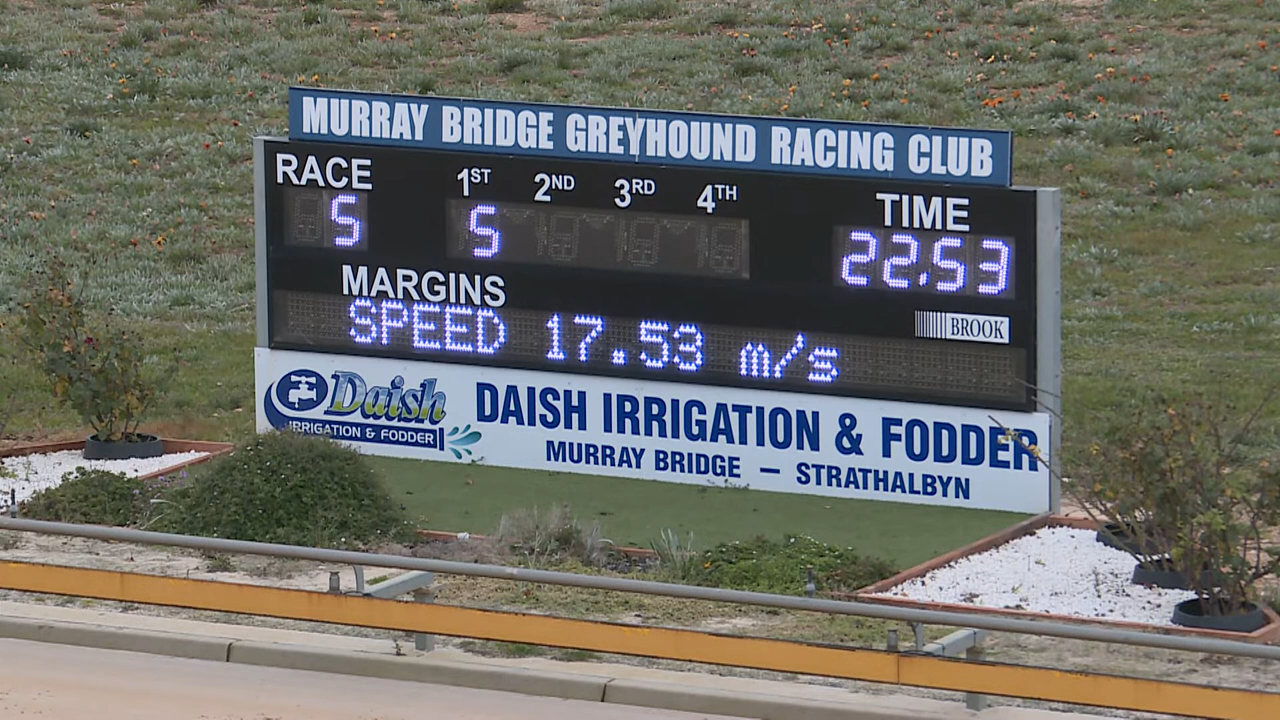 MURRAY BRIDGE GREYHOUND RACING CLUB
RACE 1ST 2ND 3RD 4TH TIME
5 5 22.53
MARGINS
BROOK
SPEED 17.53 m/s
Daish
IRRIGATION & FODDER
DAISH IRRIGATION & FODDER
MURRAY BRIDGE – STRATHALBYN